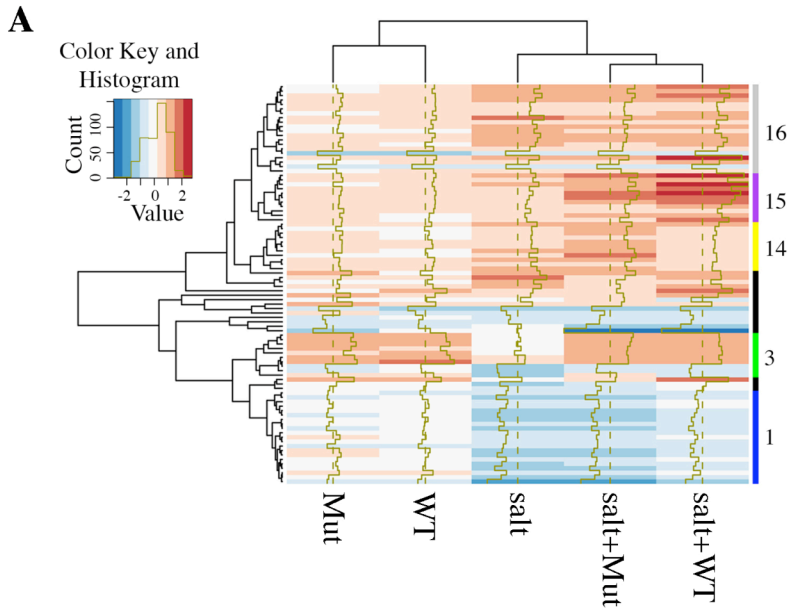 A
Color Key and
Histogram
Count
0 50 100
-2 0 1 2
Value
16
15
14
3
1
Mut
WT
salt
salt+Mut
salt+WT